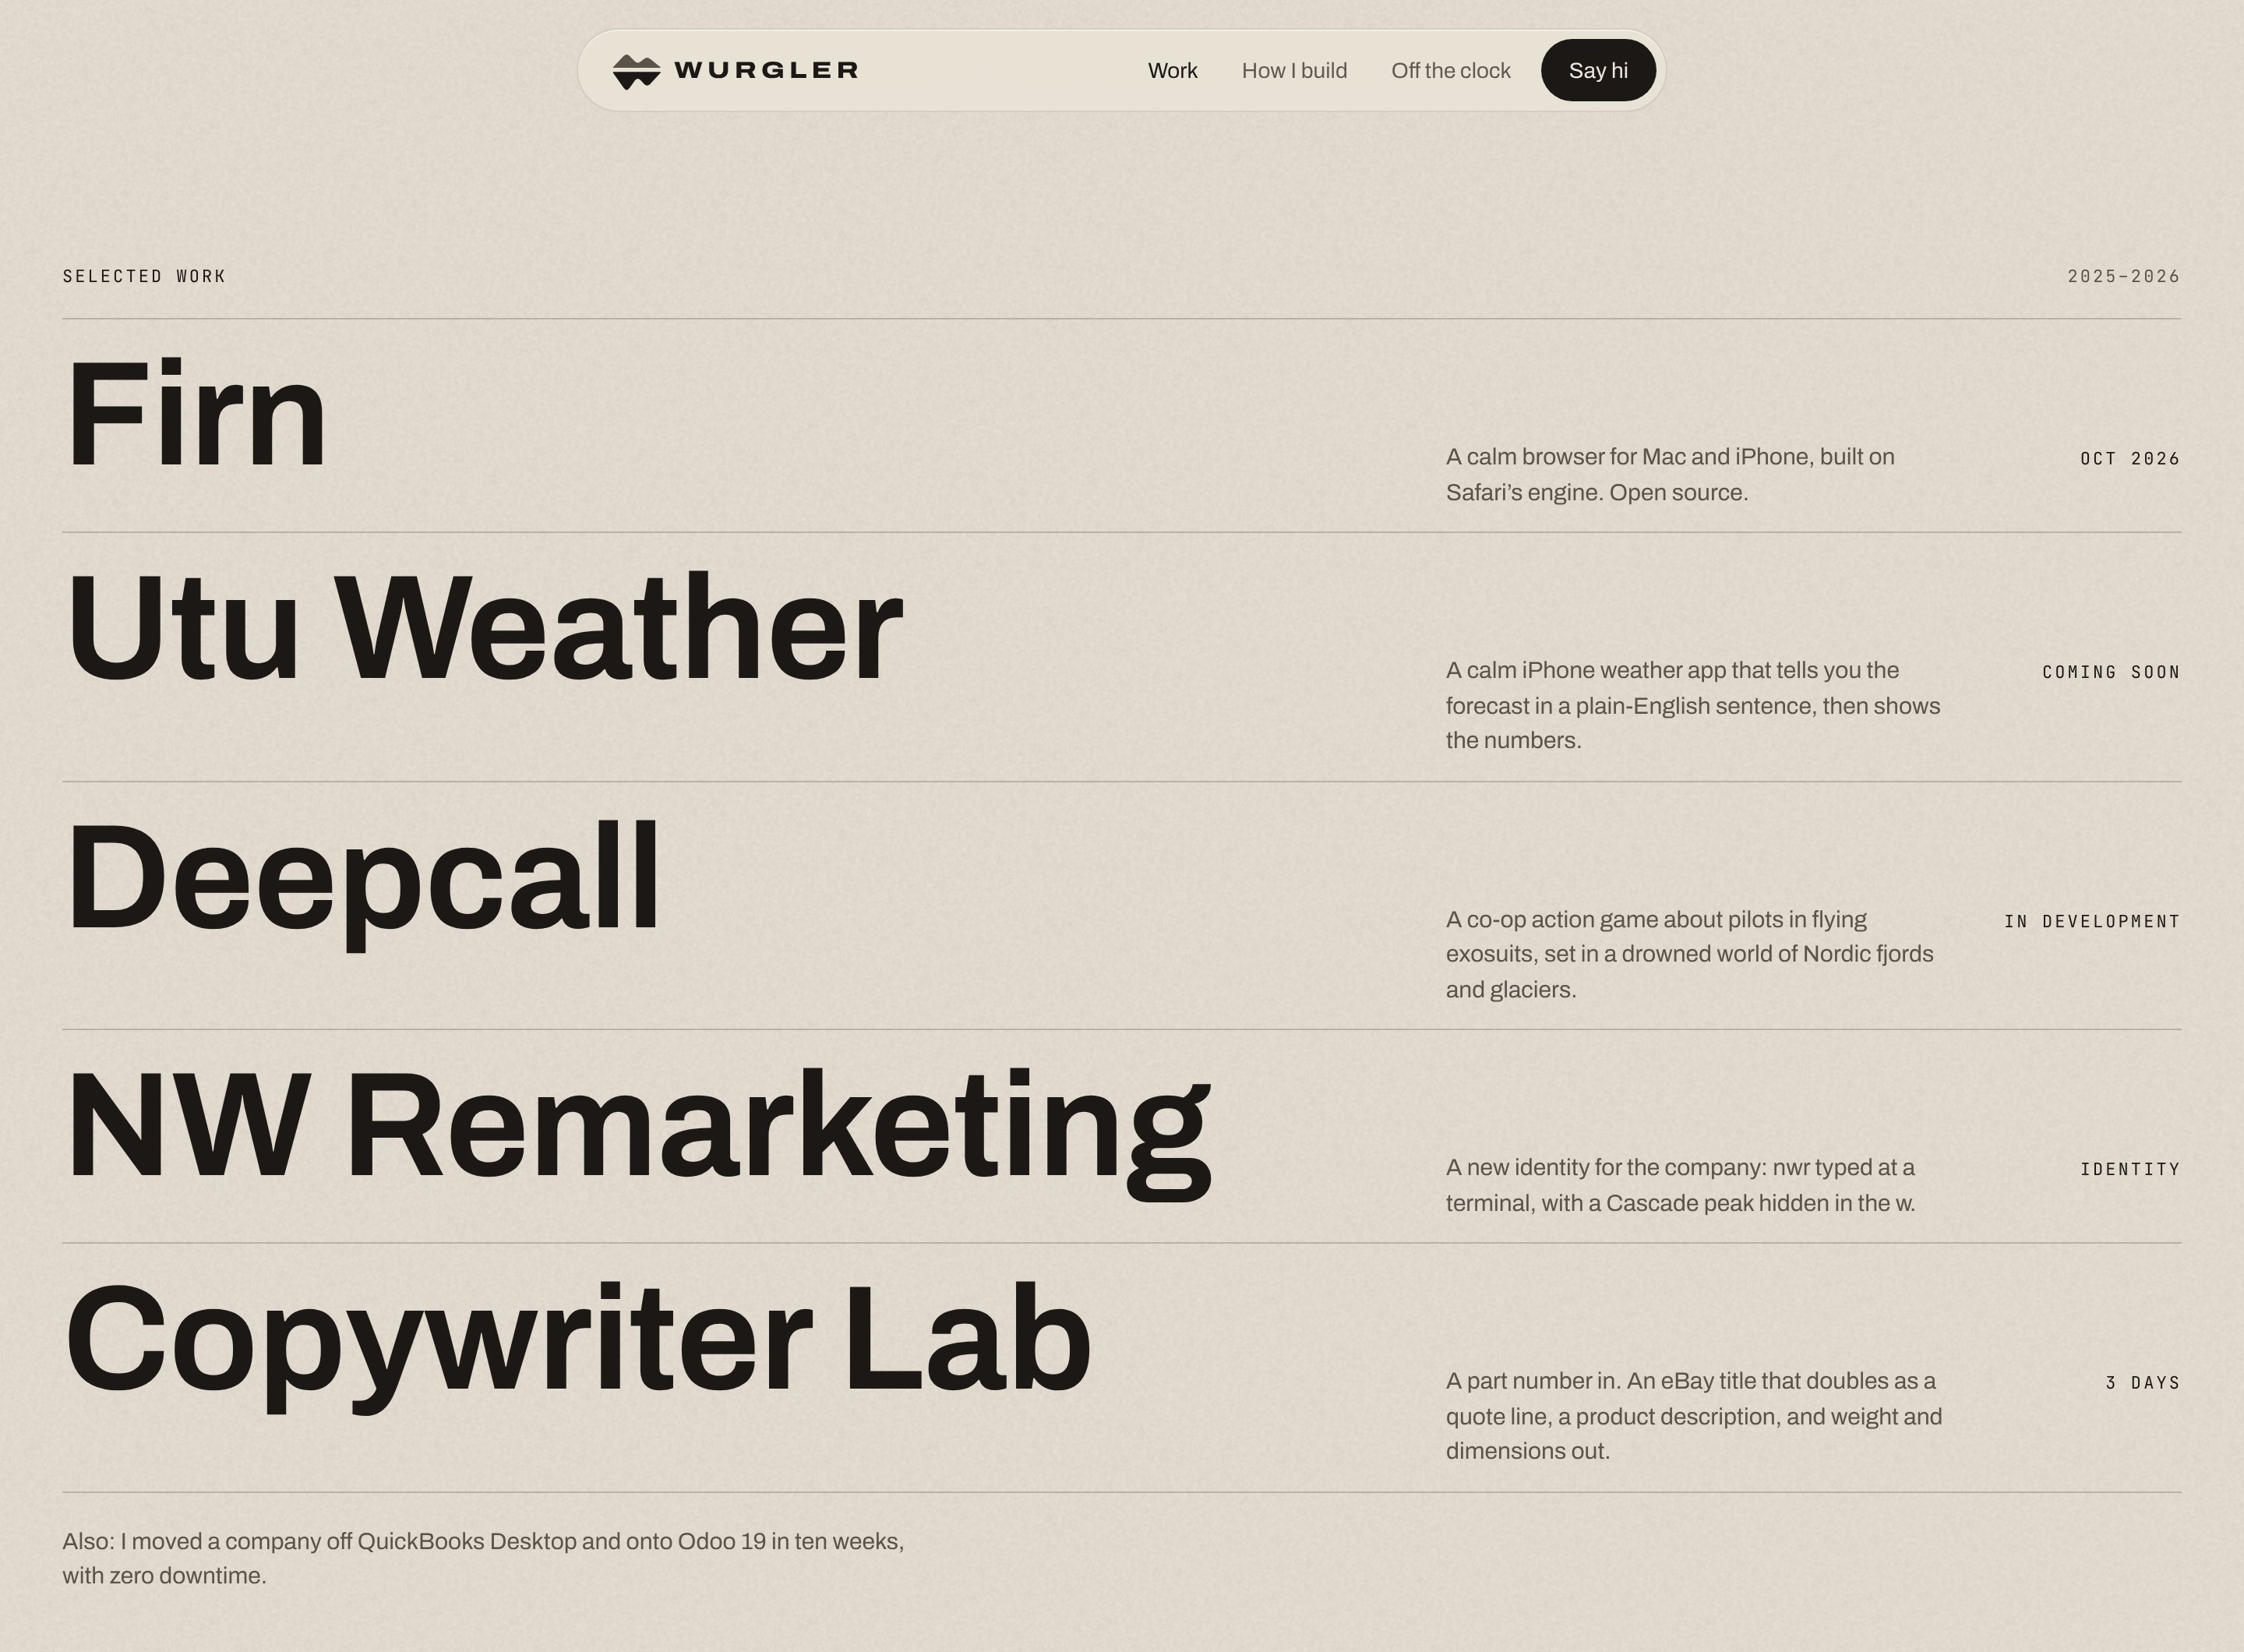 WURGLER
Work
How I build
Off the clock
Say hi
SELECTED WORK
2025–2026
Firn
A calm browser for Mac and iPhone, built on
Safari’s engine. Open source.
OCT 2026
Utu Weather
A calm iPhone weather app that tells you the
forecast in a plain-English sentence, then shows
the numbers.
COMING SOON
Deepcall
A co-op action game about pilots in flying
exosuits, set in a drowned world of Nordic fjords
and glaciers.
IN DEVELOPMENT
NW Remarketing
A new identity for the company: nwr typed at a
terminal, with a Cascade peak hidden in the w.
IDENTITY
Copywriter Lab
A part number in. An eBay title that doubles as a
quote line, a product description, and weight and
dimensions out.
3 DAYS
Also: I moved a company off QuickBooks Desktop and onto Odoo 19 in ten weeks,
with zero downtime.